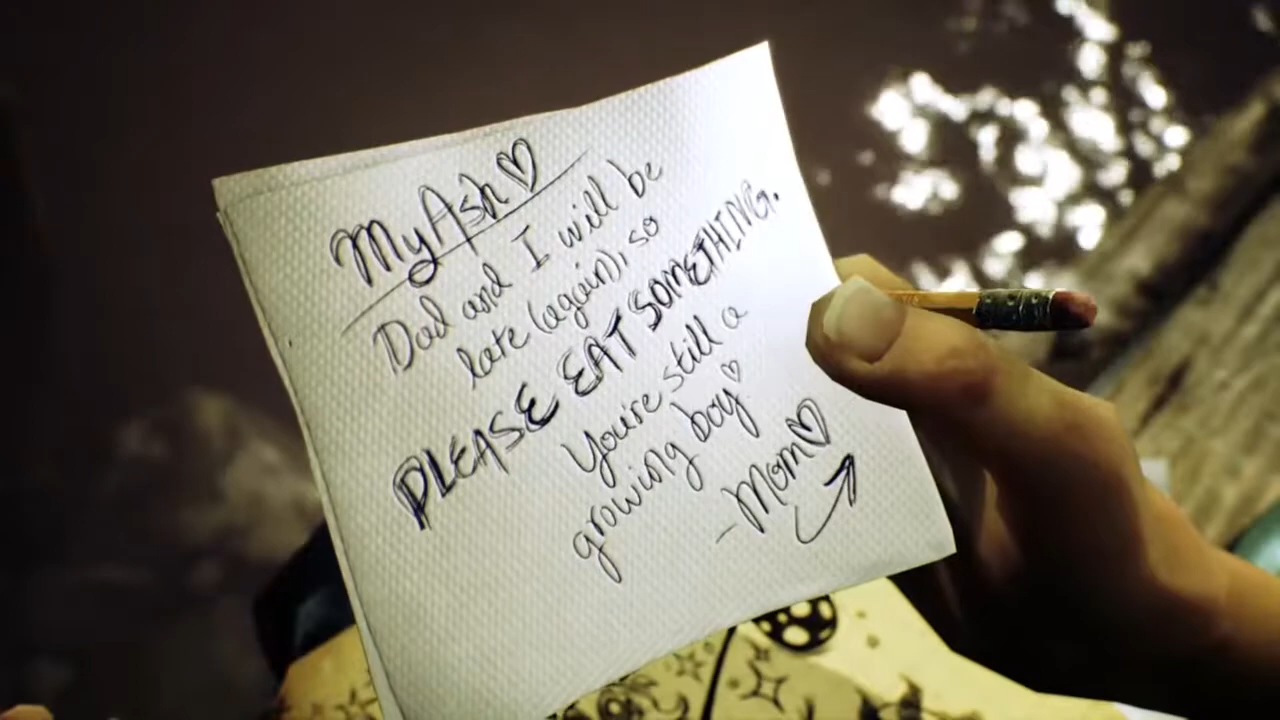 My Ash
Dad and I will be
late (again), so
PLEASE EAT SOMETHING.
You're still a
growing boy
-Mom